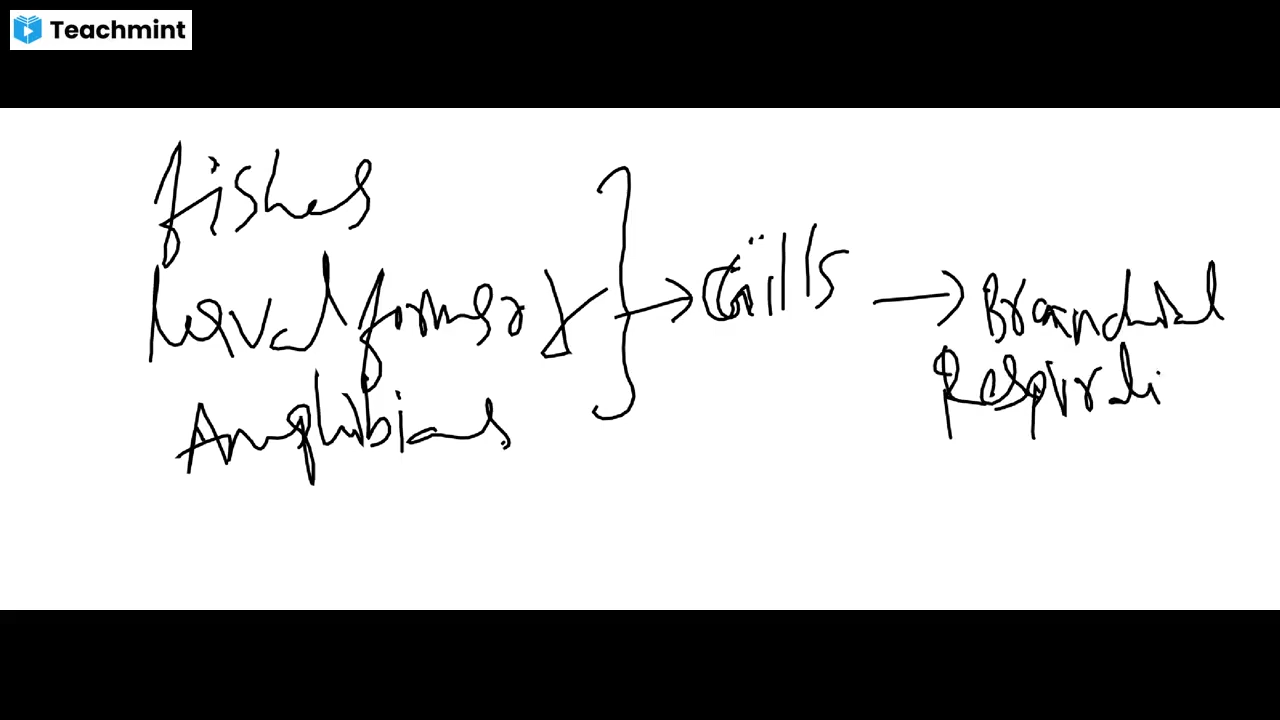 Teachmint
fishes
Larval forms of
Amphibians
→ Gills → Branchial
Respirati